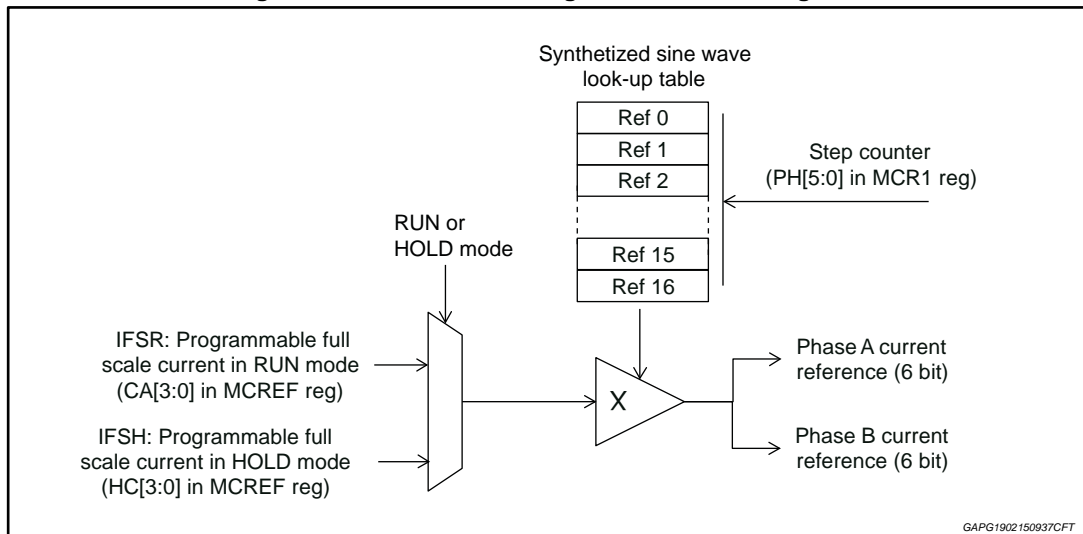 Synthetized sine wave
look-up table
Ref 0
Ref 1
Ref 2
Ref 15
Ref 16
Step counter
(PH[5:0] in MCR1 reg)
RUN or
HOLD mode
IFSR: Programmable full
scale current in RUN mode
(CA[3:0] in MCREF reg)
IFSH: Programmable full
scale current in HOLD mode
(HC[3:0] in MCREF reg)
X
Phase A current
reference (6 bit)
Phase B current
reference (6 bit)
GAPG1902150937CFT